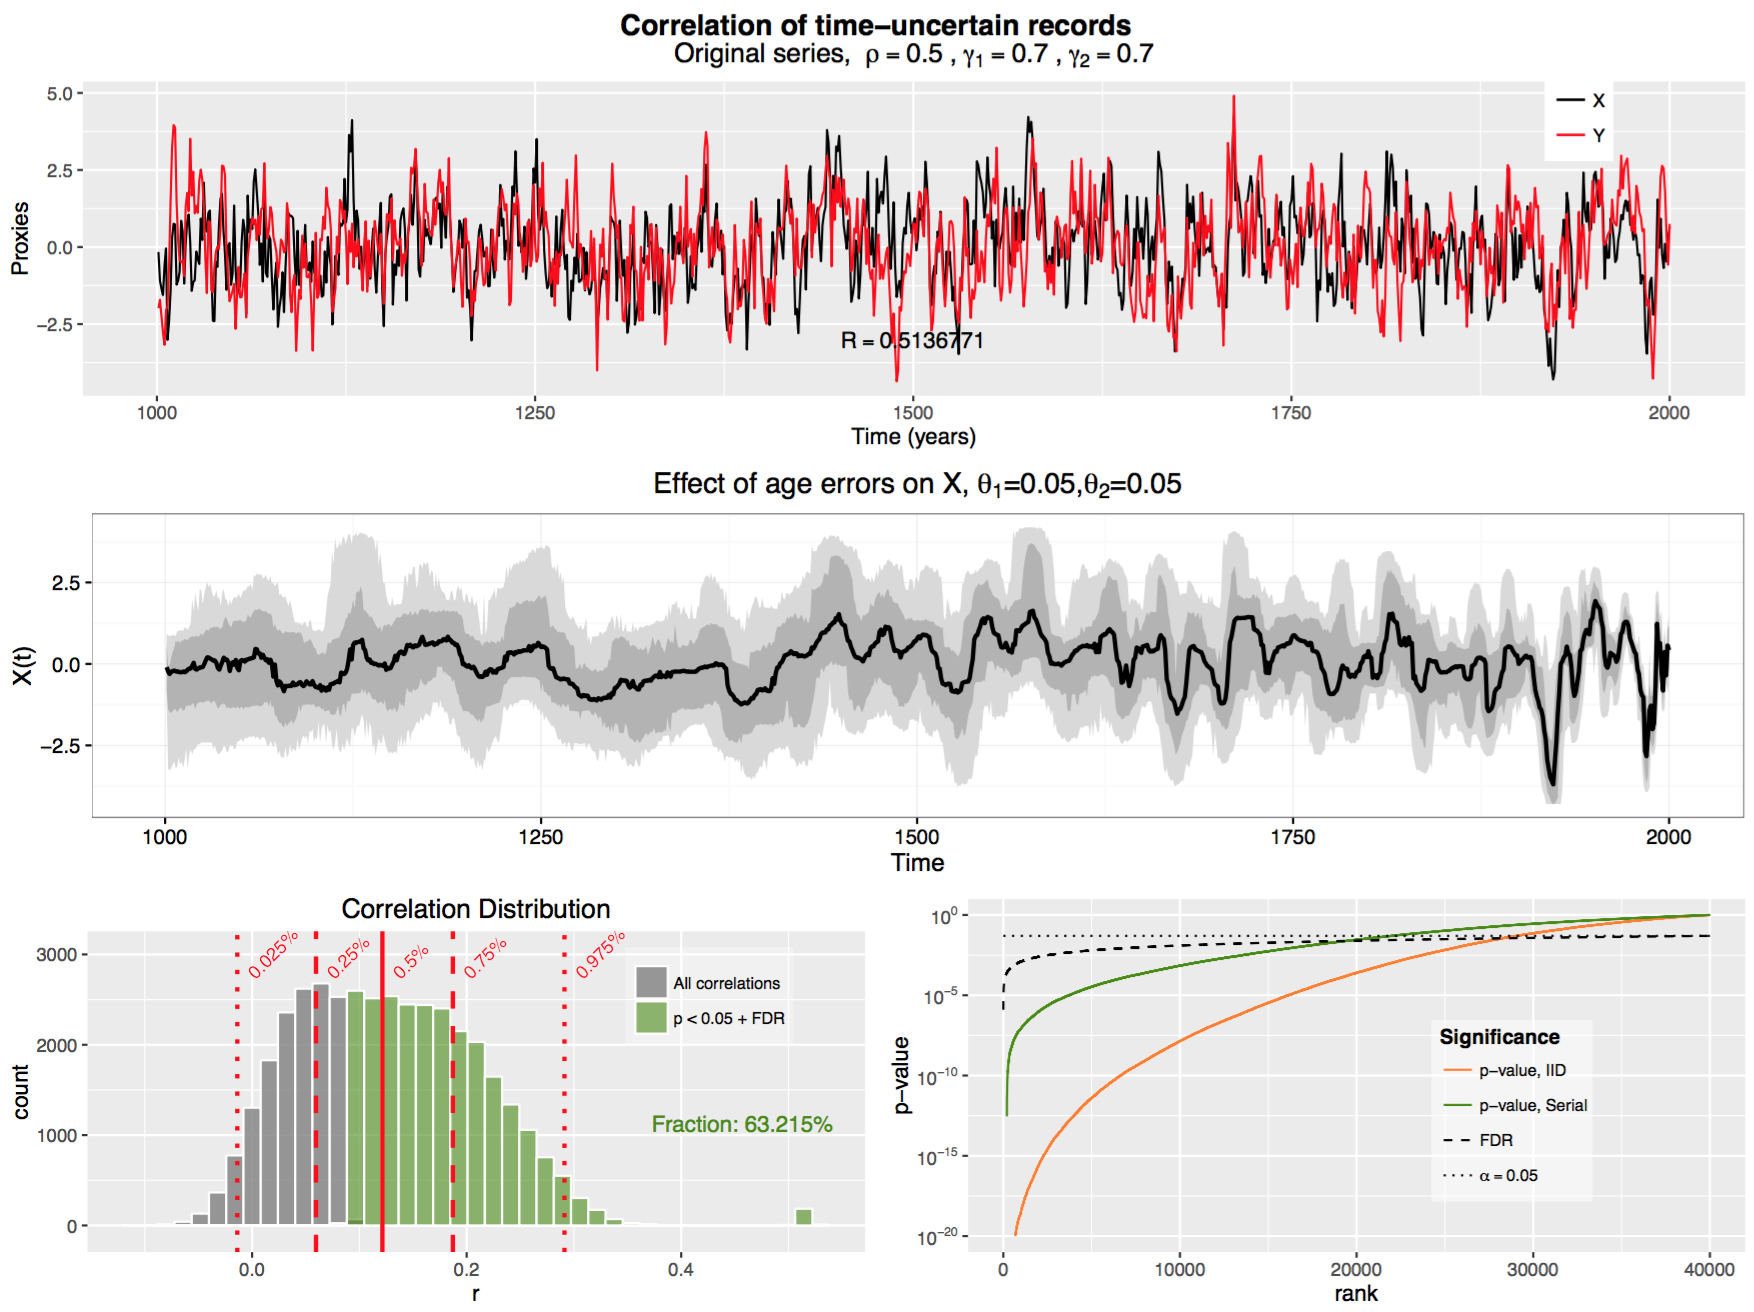 Correlation of time−uncertain records
Original series, ρ = 0.5 , γ1 = 0.7 , γ2 = 0.7
Proxies
5.0
2.5
0.0
−2.5
X
Y
R = 0.5136771
1000 1250 1500 1750 2000
Time (years)
Effect of age errors on X, θ1=0.05,θ2=0.05
X(t)
2.5
0.0
−2.5
1000 1250 1500 1750 2000
Time
Correlation Distribution
count
3000
2000
1000
0
0.025%
0.25%
0.5%
0.75%
0.975%
All correlations
p < 0.05 + FDR
Fraction: 63.215%
0.0 0.2 0.4
r
p−value
10⁰
10⁻⁵
10⁻¹⁰
10⁻¹⁵
10⁻²⁰
Significance
p−value, IID
p−value, Serial
FDR
α = 0.05
0 10000 20000 30000 40000
rank